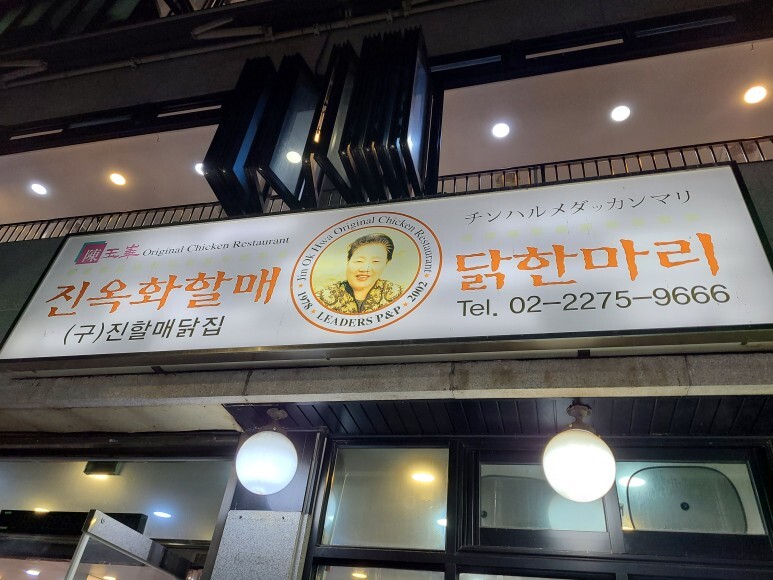 陳玉華 Original Chicken Restaurant
진옥화할매
(구)진할매닭집
Jin Ok Hwa Original Chicken Restaurant
1978 • LEADERS P&P • 2002
チンハルメダッカンマリ
닭한마리
Tel. 02-2275-9666